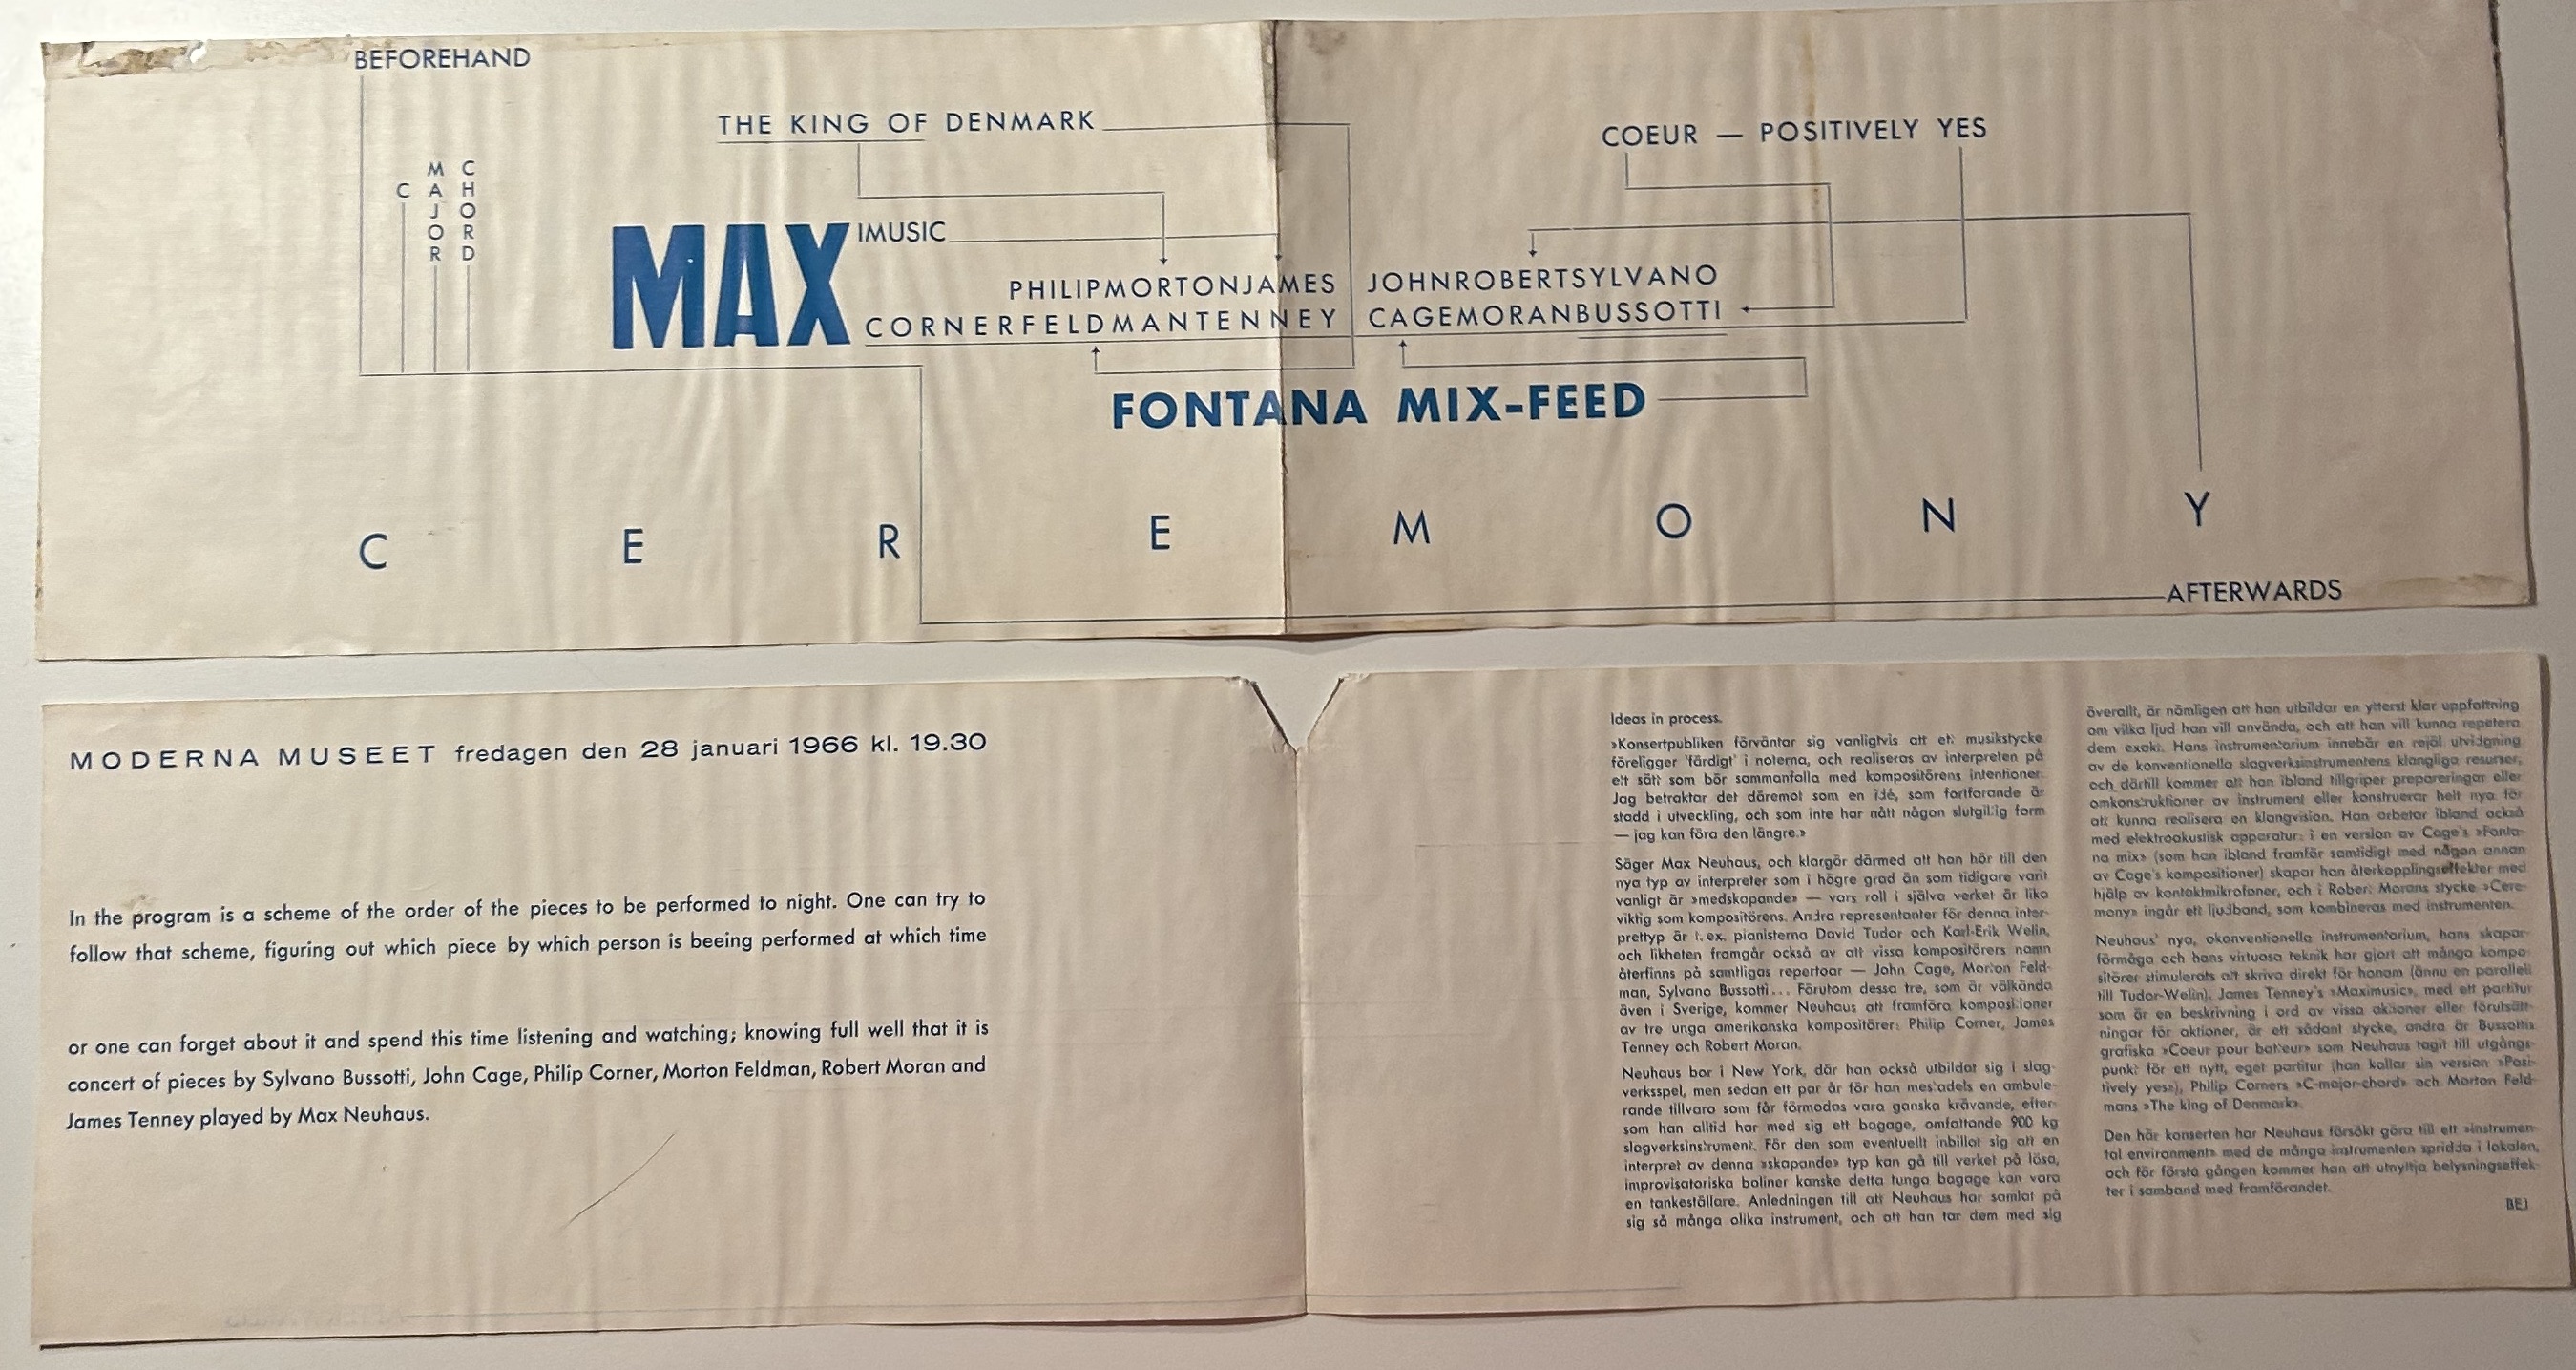 BEFOREHAND
THE KING OF DENMARK
COEUR — POSITIVELY YES
C MAJOR CHORD
MAX
IMUSIC
PHILIPMORTONJAMES JOHNROBERTSYLVANO
CORNERFELDMANTENNEY CAGEMORANBUSSOTTI
FONTANA MIX-FEED
C E R E M O N Y
AFTERWARDS
MODERNA MUSEET fredagen den 28 januari 1966 kl. 19.30
In the program is a scheme of the order of the pieces to be performed to night. One can try to
follow that scheme, figuring out which piece by which person is beeing performed at which time
or one can forget about it and spend this time listening and watching; knowing full well that it is
concert of pieces by Sylvano Bussotti, John Cage, Philip Corner, Morton Feldman, Robert Moran and
James Tenney played by Max Neuhaus.
Ideas in process.
»Konsertpubliken förväntar sig vanligtvis att ett musikstycke
föreligger 'färdigt' i noterna, och realiseras av interpreten på
ett sätt som bör sammanfalla med kompositörens intentioner.
Jag betraktar det däremot som en idé, som fortfarande är
stadd i utveckling, och som inte har nått någon slutgiltig form
— jag kan föra den längre.»
Säger Max Neuhaus, och klargör därmed att han hör till den
nya typ av interpreter som i högre grad än som tidigare varit
vanligt är »medskapande» — vars roll i själva verket är lika
viktig som kompositörens. Andra representanter för denna inter-
prettyp är t. ex. pianisterna David Tudor och Karl-Erik Welin,
och likheten framgår också av att vissa kompositörers namn
återfinns på samtligas repertoar — John Cage, Morton Feld-
man, Sylvano Bussotti... Förutom dessa tre, som är välkända
även i Sverige, kommer Neuhaus att framföra kompositioner
av tre unga amerikanska kompositörer: Philip Corner, James
Tenney och Robert Moran.
Neuhaus bor i New York, där han också utbildat sig i slag-
verksspel, men sedan ett par år för han mestadels en ambule-
rande tillvaro som får förmodas vara ganska krävande, efter-
som han alltid har med sig ett bagage, omfattande 900 kg
slagverksinstrument. För den som eventuellt inbillat sig att en
interpret av denna »skapande» typ kan gå till verket på lösa,
improvisatoriska boliner kanske detta tunga bagage kan vara
en tankeställare. Anledningen till att Neuhaus har samlat på
sig så många olika instrument, och att han tar dem med sig
överallt, är nämligen att han utbildar en ytterst klar uppfattning
om vilka ljud han vill använda, och att han vill kunna repetera
dem exakt. Hans instrumentarium innebär en rejäl utvidgning
av de konventionella slagverksinstrumentens klangliga resurser,
och därtill kommer att han ibland tillgriper prepareringar eller
omkonstruktioner av instrument eller konstruerar helt nya för
att kunna realisera en klangvision. Han arbetar ibland också
med elektroakustisk apparatur: i en version av Cage's »Fonta-
na mix» (som han ibland framför samtidigt med någon annan
av Cage's kompositioner) skapar han återkopplingseffekter med
hjälp av kontaktmikrofoner, och i Robert Morans stycke »Cere-
mony» ingår ett ljudband, som kombineras med instrumenten.
Neuhaus' nya, okonventionella instrumentarium, hans skapar-
förmåga och hans virtuosa teknik har gjort att många kompo-
sitörer stimulerats att skriva direkt för honom (ännu en parallell
till Tudor-Welin). James Tenney's »Maximusic», med ett partitur
som är en beskrivning i ord av vissa aktioner eller förutsätt-
ningar för aktioner, är ett sådant stycke, andra är Bussottis
grafiska »Coeur pour batteur» som Neuhaus tagit till utgångs-
punkt för ett nytt, eget partitur (han kallar sin version »Posi-
tively yes»), Philip Corners »C-major-chord» och Morton Feld-
mans »The king of Denmark».
Den här konserten har Neuhaus försökt göra till ett »instrumen-
tal environment» med de många instrumenten spridda i lokalen,
och för första gången kommer han att utnyttja belysningseffek-
ter i samband med framförandet.
BEJ